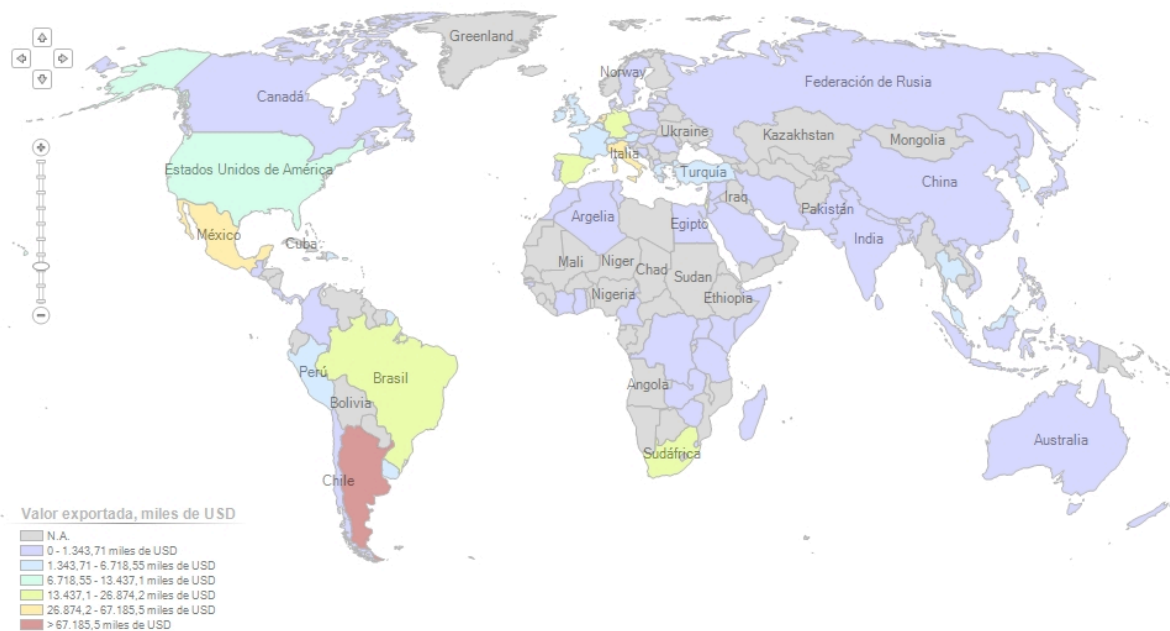 Greenland
Norway
Federación de Rusia
Canadá
Ukraine
Kazakhstan
Mongolia
Italia
Estados Unidos de América
Turquía
China
Iraq
Pakistán
Argelia
Egipto
México
India
Cuba
Mali
Niger
Chad
Sudan
Nigeria
Ethiopia
Perú
Brasil
Angola
Bolivia
Australia
Sudáfrica
Chile
Valor exportada, miles de USD
N.A.
0 - 1.343,71 miles de USD
1.343,71 - 6.718,55 miles de USD
6.718,55 - 13.437,1 miles de USD
13.437,1 - 26.874,2 miles de USD
26.874,2 - 67.185,5 miles de USD
> 67.185,5 miles de USD